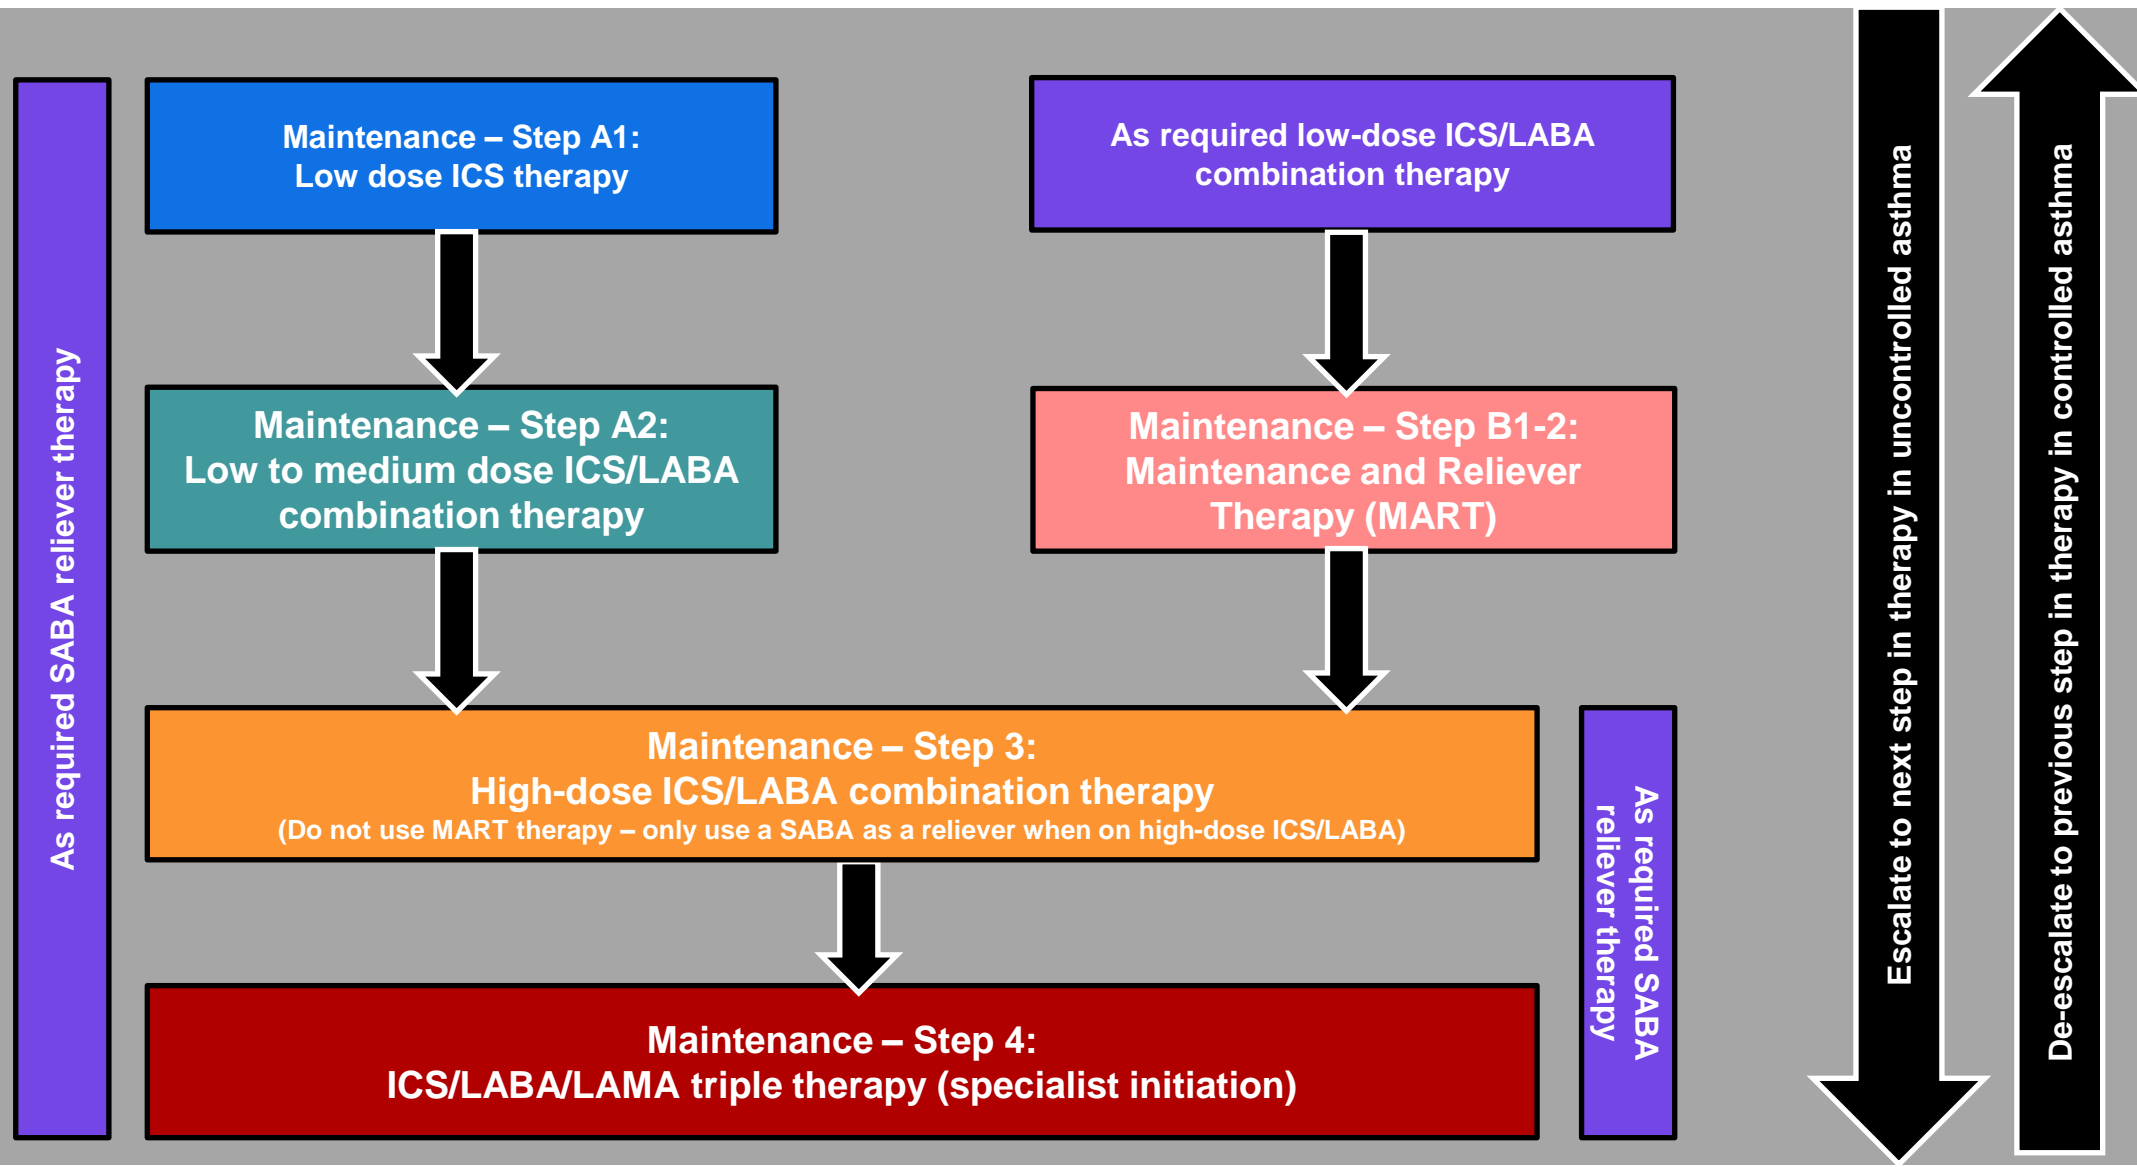 As required SABA reliever therapy
Maintenance – Step A1:
Low dose ICS therapy
As required low-dose ICS/LABA
combination therapy
Maintenance – Step A2:
Low to medium dose ICS/LABA
combination therapy
Maintenance – Step B1-2:
Maintenance and Reliever
Therapy (MART)
Maintenance – Step 3:
High-dose ICS/LABA combination therapy
(Do not use MART therapy – only use a SABA as a reliever when on high-dose ICS/LABA)
As required SABA
reliever therapy
Maintenance – Step 4:
ICS/LABA/LAMA triple therapy (specialist initiation)
Escalate to next step in therapy in uncontrolled asthma
De-escalate to previous step in therapy in controlled asthma